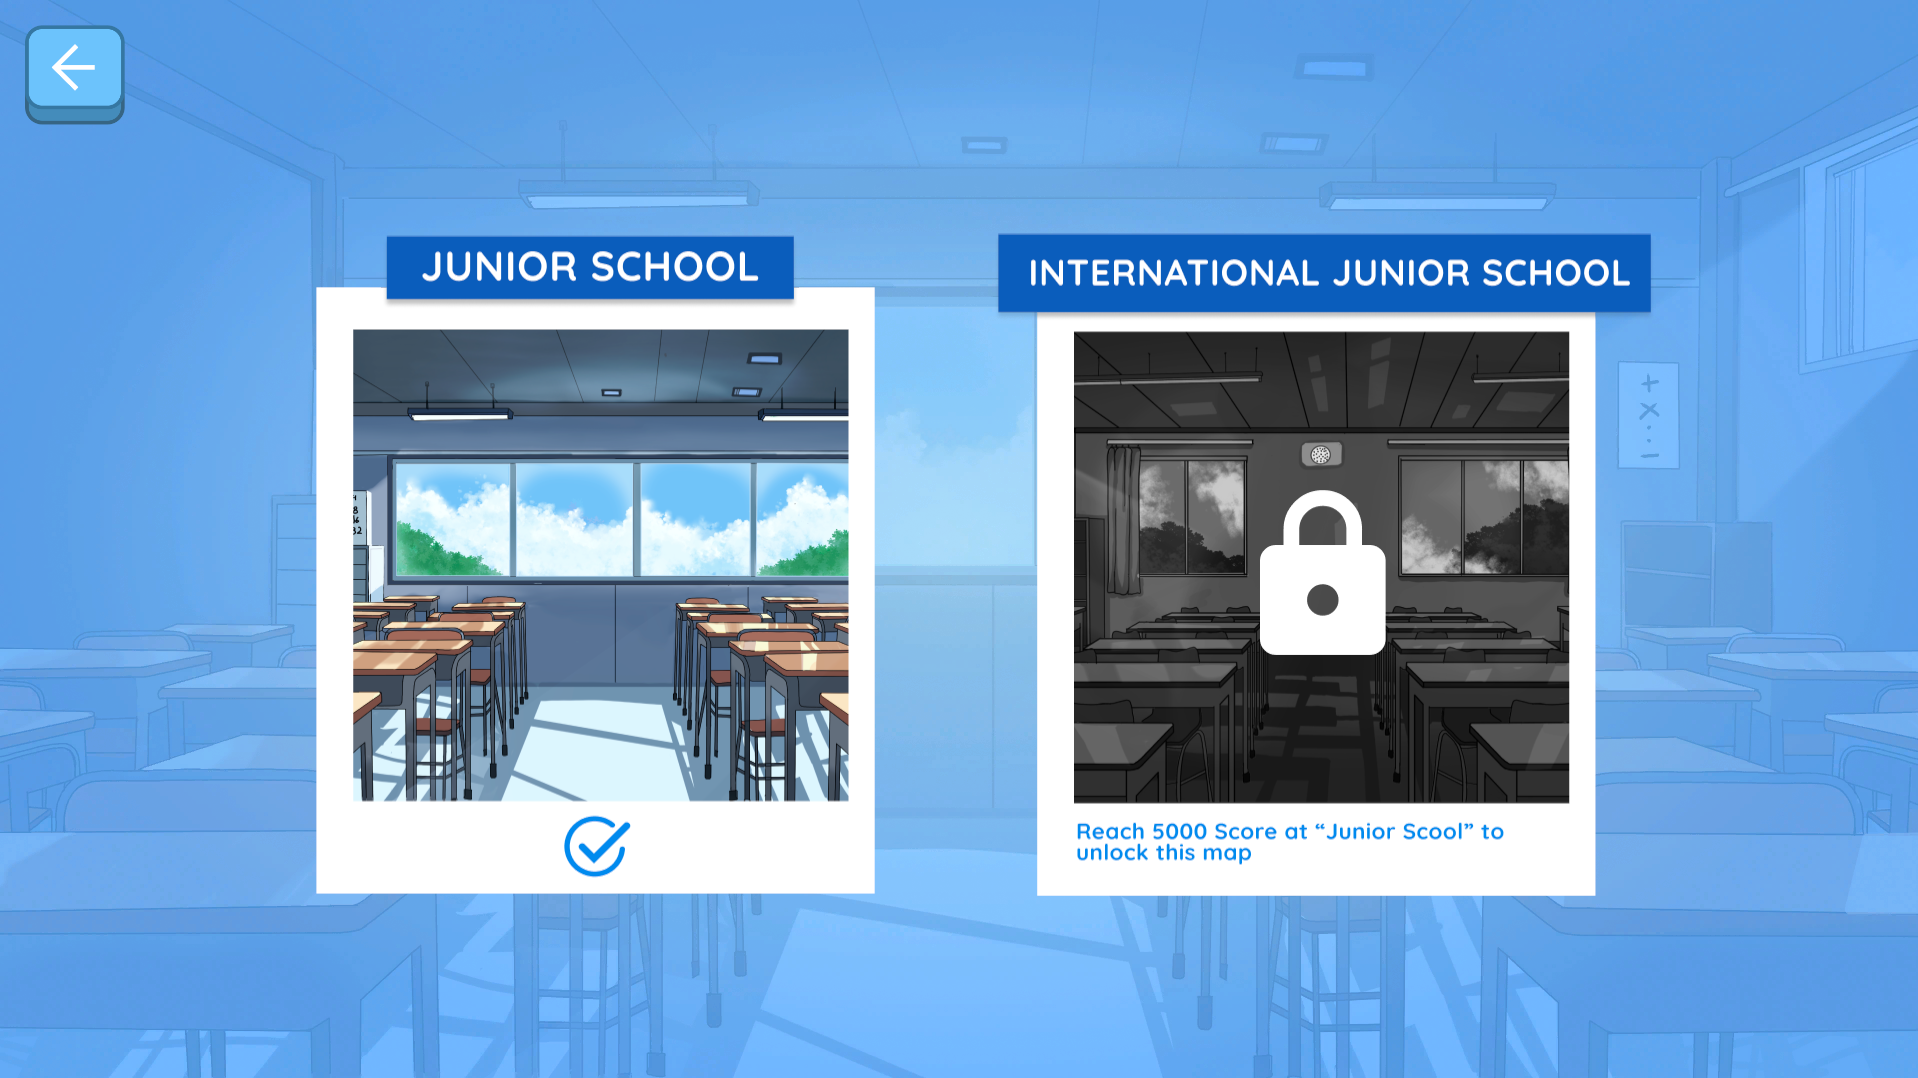 JUNIOR SCHOOL
INTERNATIONAL JUNIOR SCHOOL
Reach 5000 Score at “Junior Scool” to
unlock this map